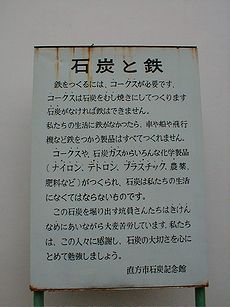 石炭と鉄
鉄をつくるには、コークスが必要です。
コークスは石炭をむし焼きにしてつくります
石炭がなければ鉄はできません。
私たちの生活に鉄がなかったら、車や船や飛行
機など鉄をつかう製品はすべてつくれません。
コークスや、石炭ガスからいろんな化学製品
(ナイロン、テトロン、プラスチック、農薬、
肥料など)がつくられ、石炭は私たちの生活
になくてはならないものです。
この石炭を掘り出す坑員さんたちはきけん
なめにあいながら大変苦労しています。私たち
は、この人々に感謝し、石炭の大切さを心に
とめて勉強しましょう。
直方市石炭記念館